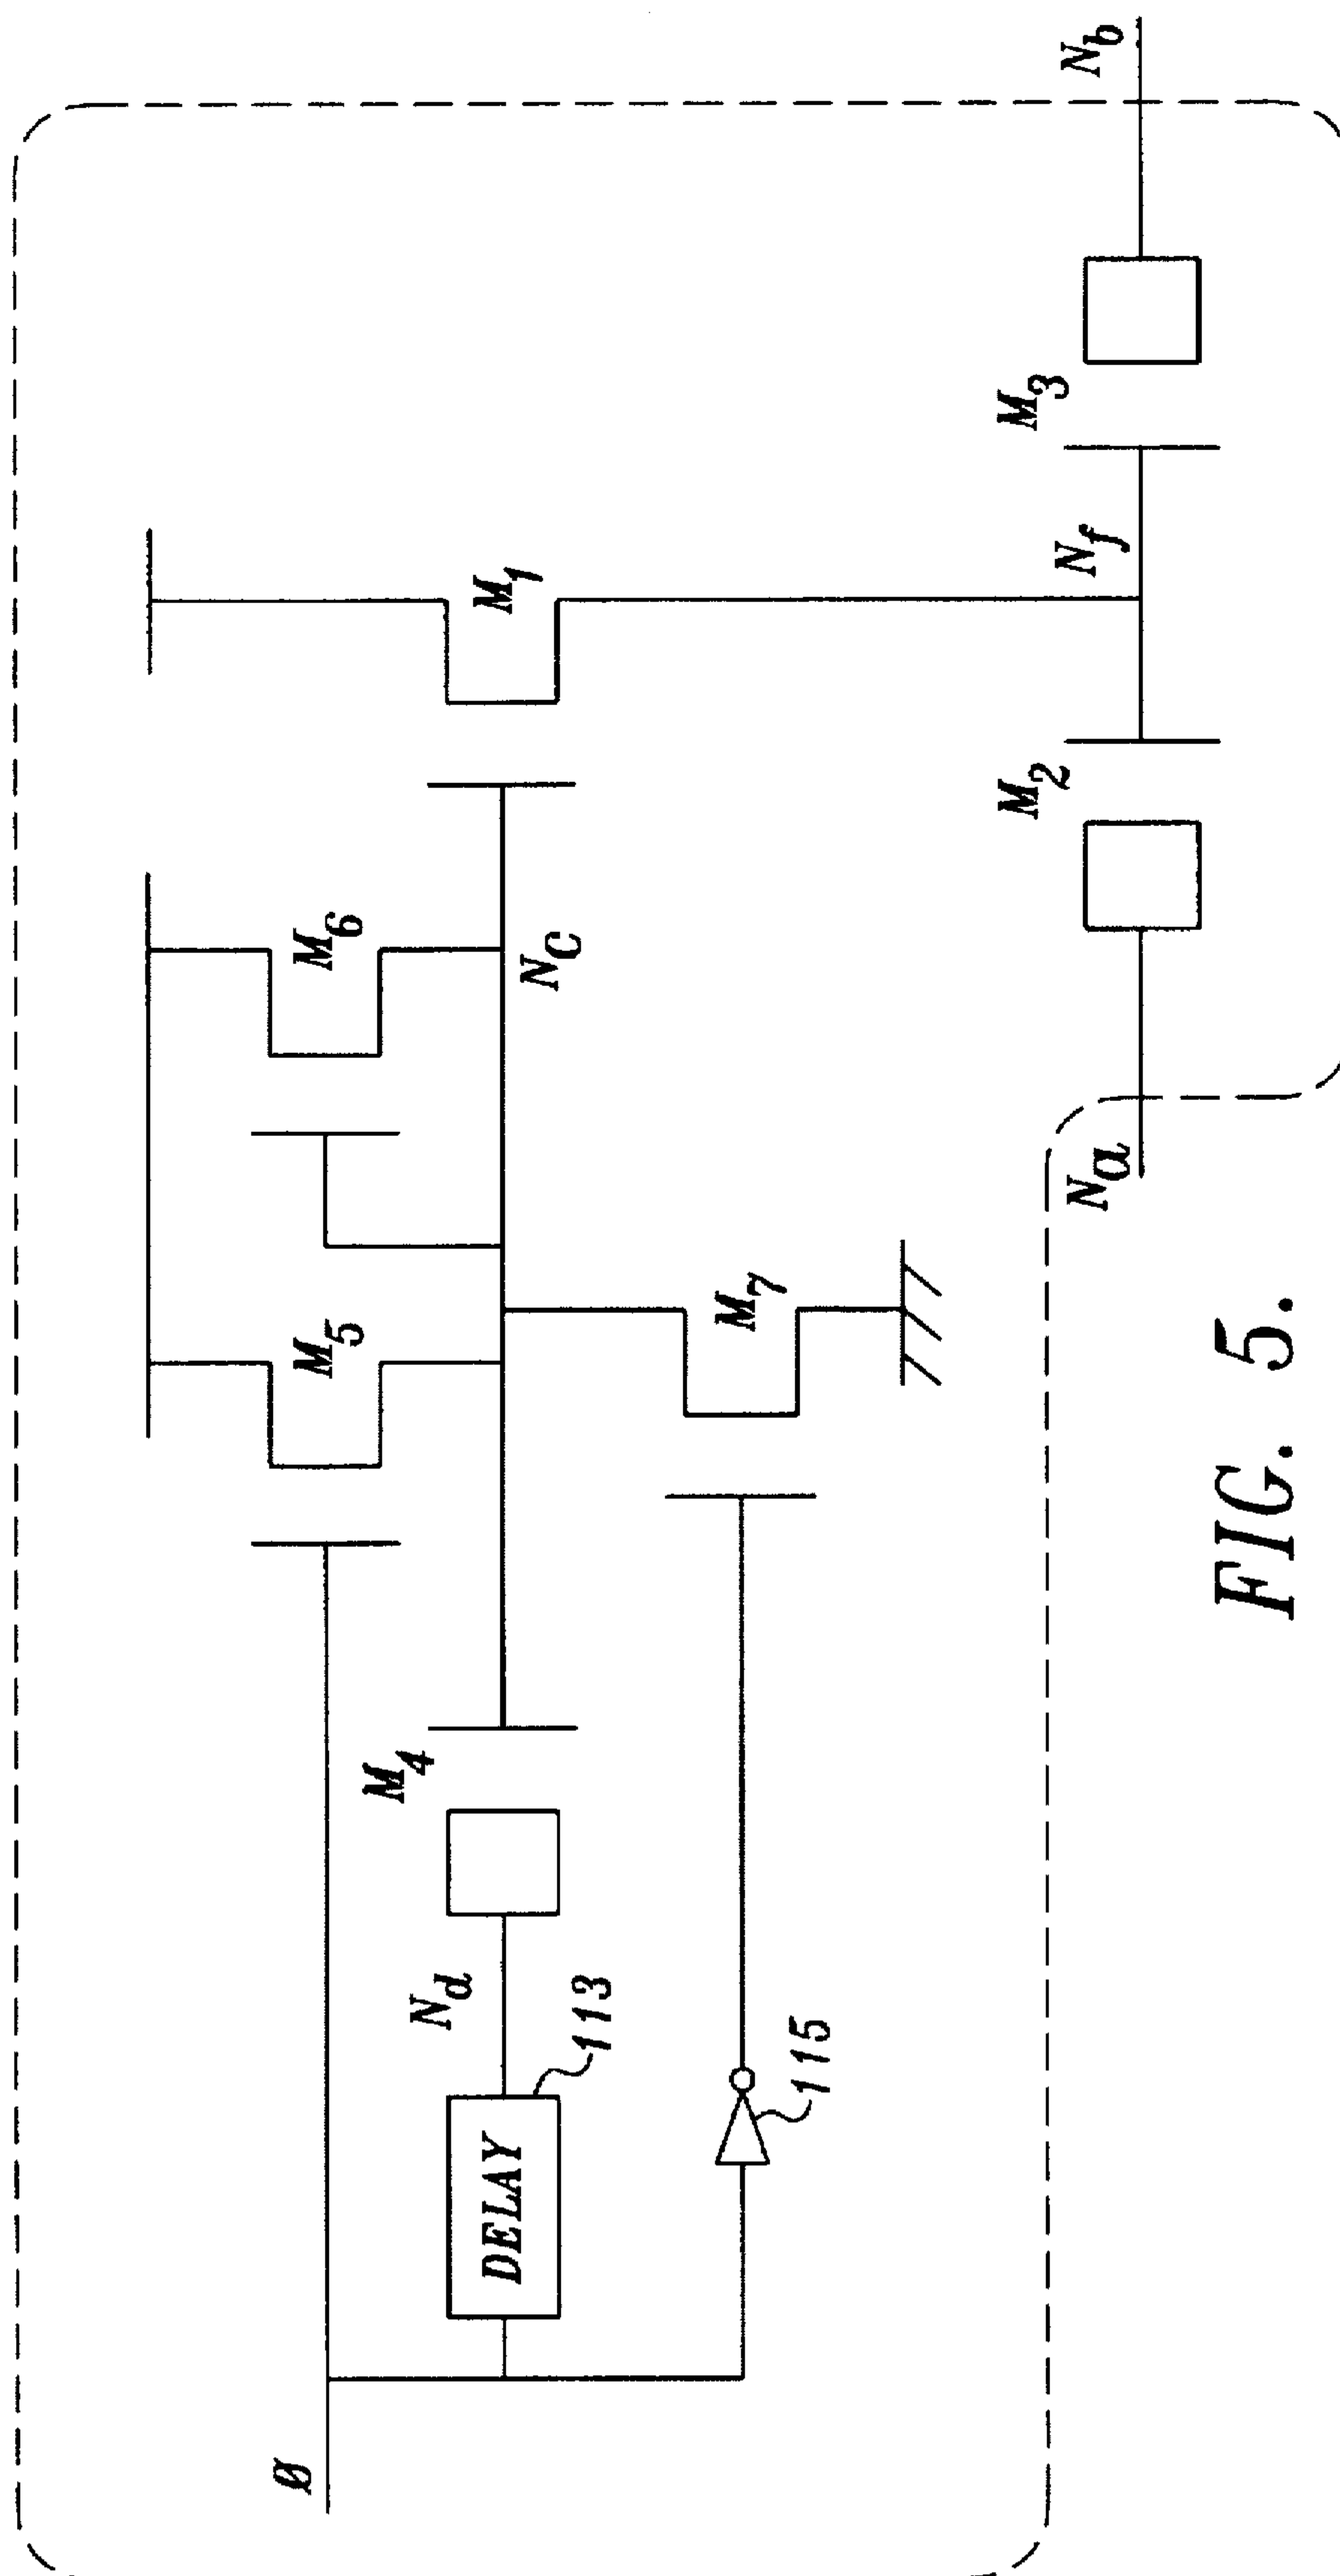 Ø
DELAY
113
N_d
M_4
115
M_5
M_6
M_7
N_c
M_1
N_a
M_2
N_f
M_3
N_b
FIG. 5.